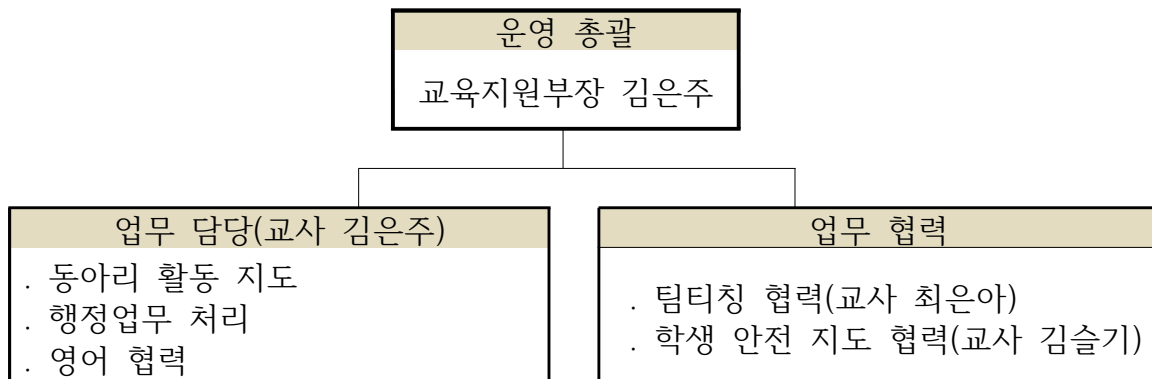 운영 총괄
교육지원부장 김은주
업무 담당(교사 김은주)
. 동아리 활동 지도
. 행정업무 처리
. 영어 협력
업무 협력
. 팀티칭 협력(교사 최은아)
. 학생 안전 지도 협력(교사 김슬기)